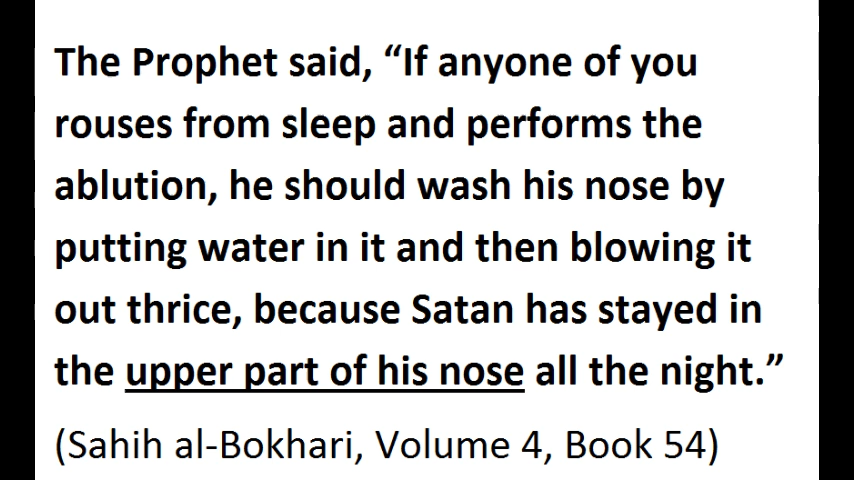 The Prophet said, “If anyone of you
rouses from sleep and performs the
ablution, he should wash his nose by
putting water in it and then blowing it
out thrice, because Satan has stayed in
the upper part of his nose all the night.”
(Sahih al-Bokhari, Volume 4, Book 54)